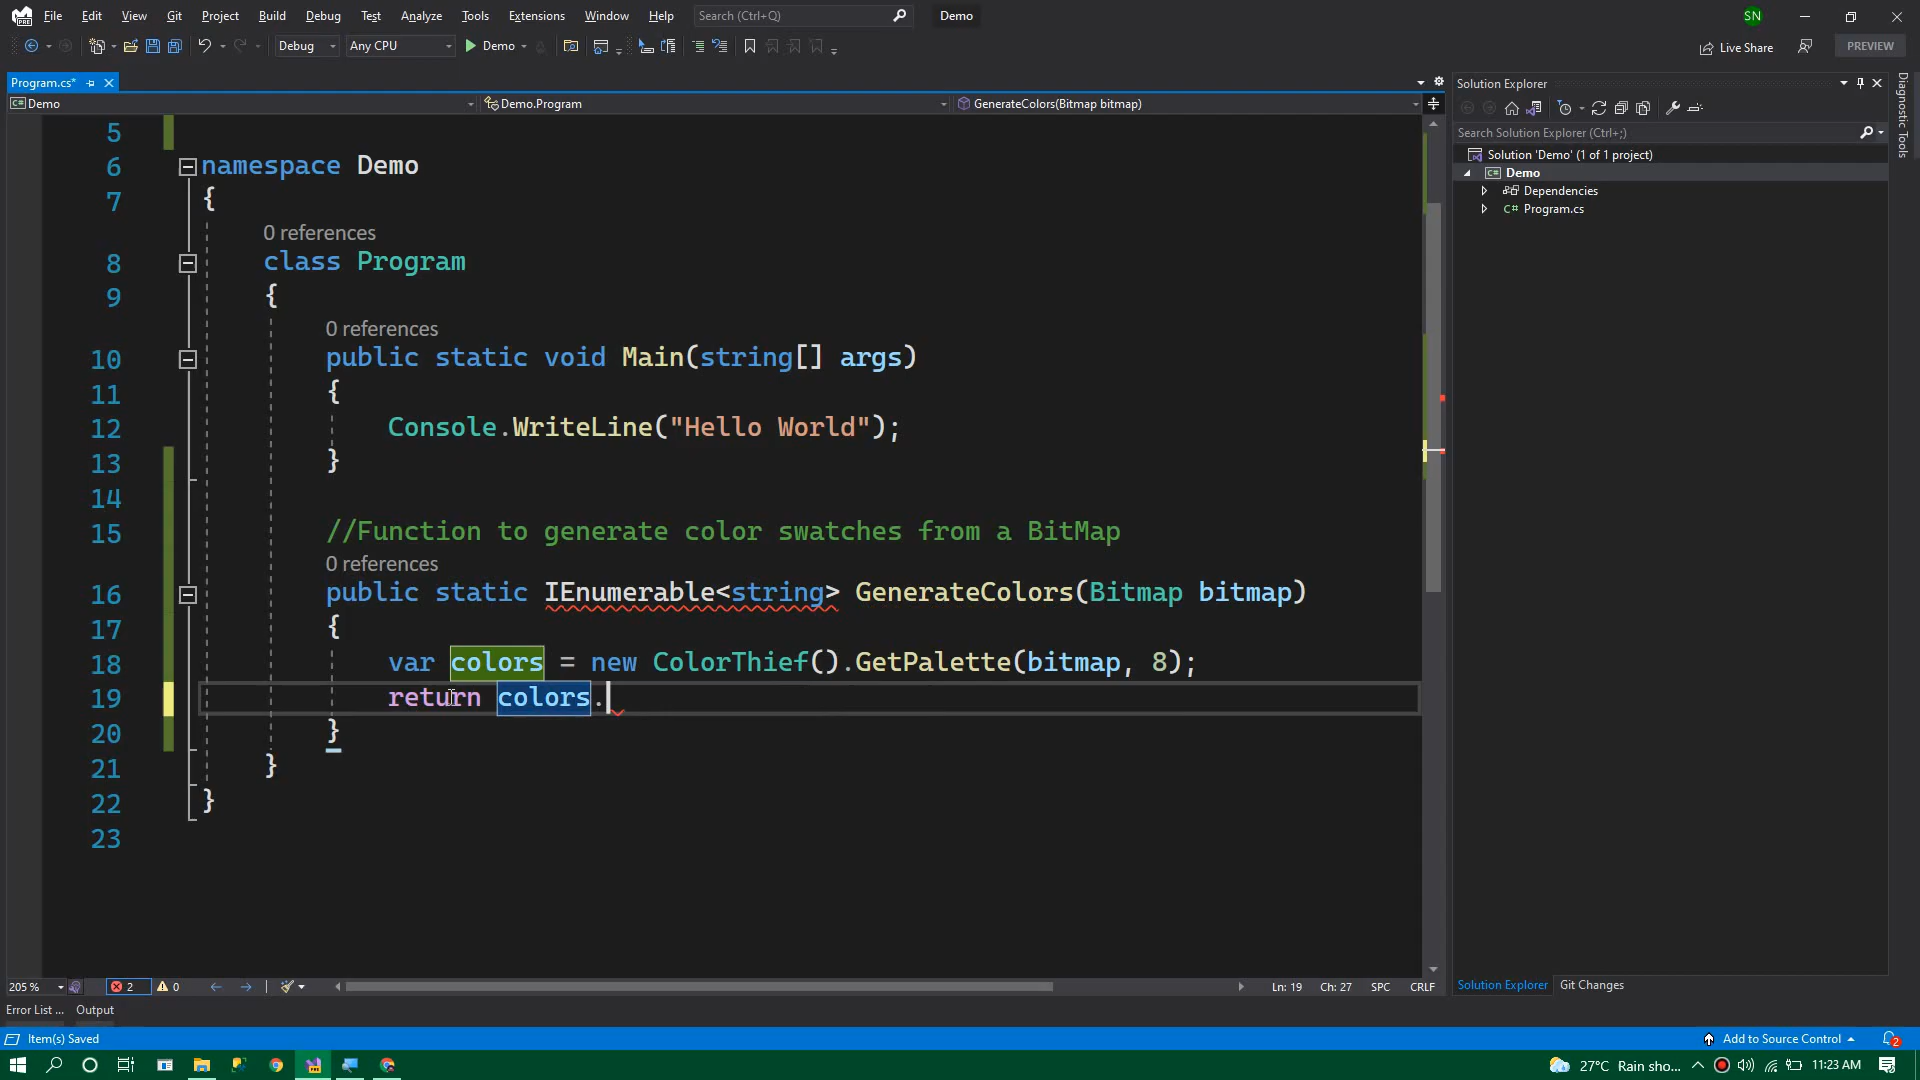 File Edit View Git Project Build Debug Test Analyze Tools Extensions Window Help Search (Ctrl+Q) Demo SN
Debug Any CPU Demo Live Share PREVIEW
Program.cs*
Demo Demo.Program GenerateColors(Bitmap bitmap)
5
6 namespace Demo
7 {
0 references
8 class Program
9 {
0 references
10 public static void Main(string[] args)
11 {
12 Console.WriteLine("Hello World");
13 }
14
15 //Function to generate color swatches from a BitMap
0 references
16 public static IEnumerable<string> GenerateColors(Bitmap bitmap)
17 {
18 var colors = new ColorThief().GetPalette(bitmap, 8);
19 return colors.
20 }
21 }
22 }
23
205 % 2 0 Ln: 19 Ch: 27 SPC CRLF
Error List ... Output
Solution Explorer
Search Solution Explorer (Ctrl+;)
Solution 'Demo' (1 of 1 project)
Demo
Dependencies
C# Program.cs
Solution Explorer Git Changes
Diagnostic Tools
Item(s) Saved Add to Source Control 2
27°C Rain sho... 11:23 AM